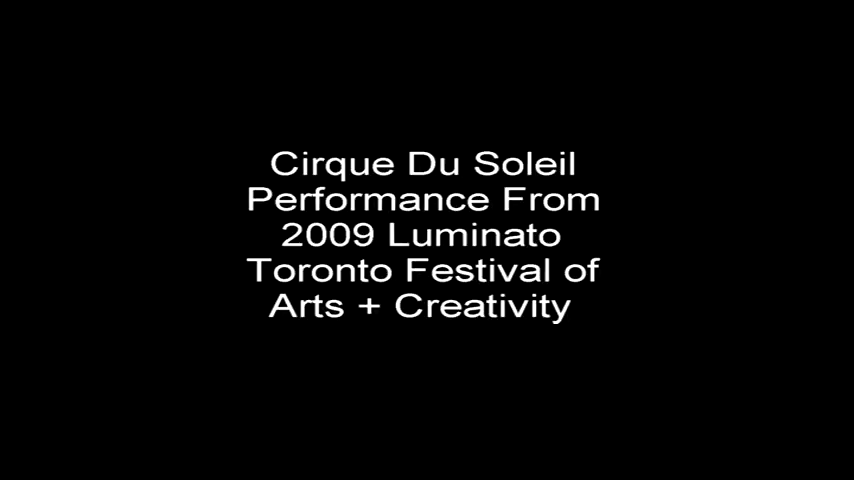 Cirque Du Soleil
Performance From
2009 Luminato
Toronto Festival of
Arts + Creativity